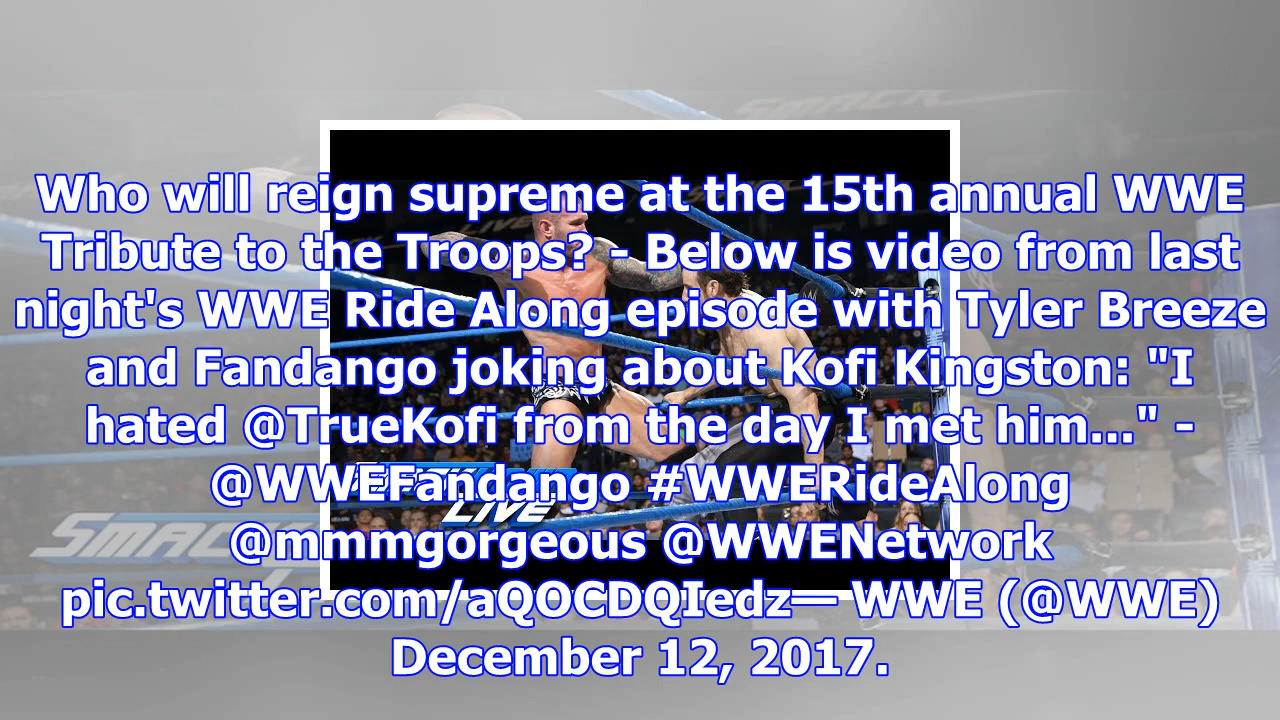 Who will reign supreme at the 15th annual WWE
Tribute to the Troops? - Below is video from last
night's WWE Ride Along episode with Tyler Breeze
and Fandango joking about Kofi Kingston: "I
hated @TrueKofi from the day I met him..." -
@WWEFandango #WWERideAlong
@mmmgorgeous @WWENetwork
pic.twitter.com/aQOCDQIedz— WWE (@WWE)
December 12, 2017.
LIVE